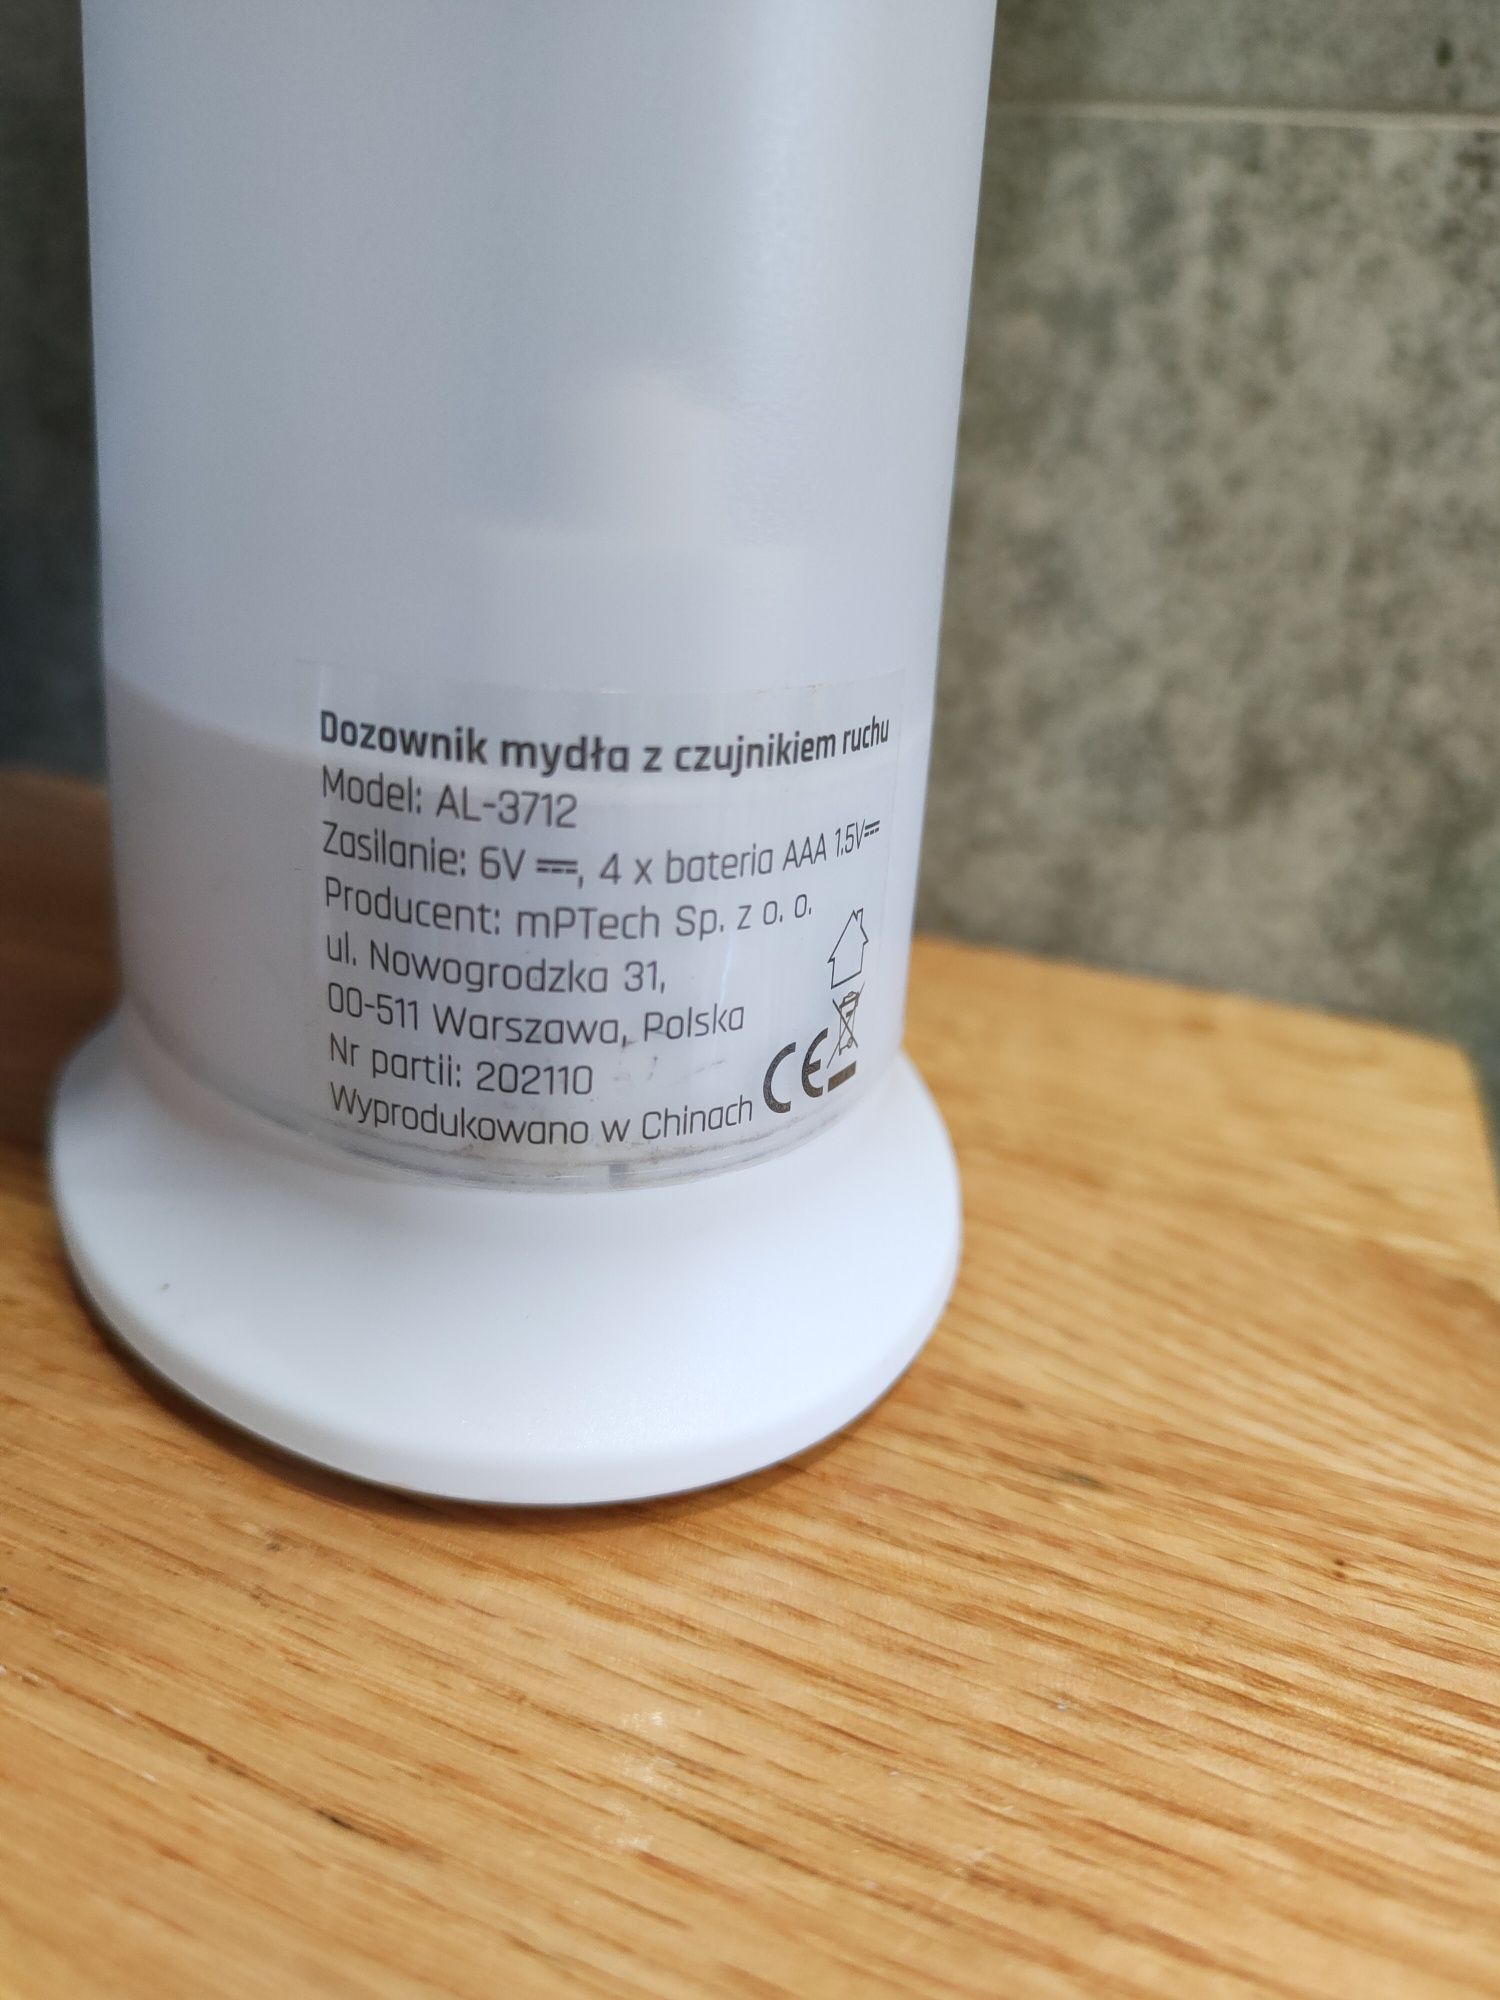 Dozownik mydła z czujnikiem ruchu
Model: AL-3712
Zasilanie: 6V ⎓, 4 x bateria AAA 1.5V⎓
Producent: mPTech Sp. z o. o.
ul. Nowogrodzka 31,
00-511 Warszawa, Polska
Nr partii: 202110
Wyprodukowano w Chinach
CE